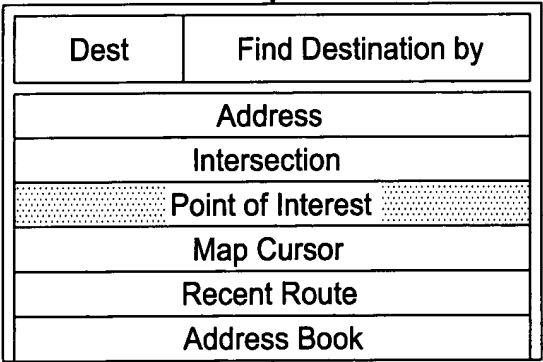 Dest Find Destination by
Address
Intersection
Point of Interest
Map Cursor
Recent Route
Address Book